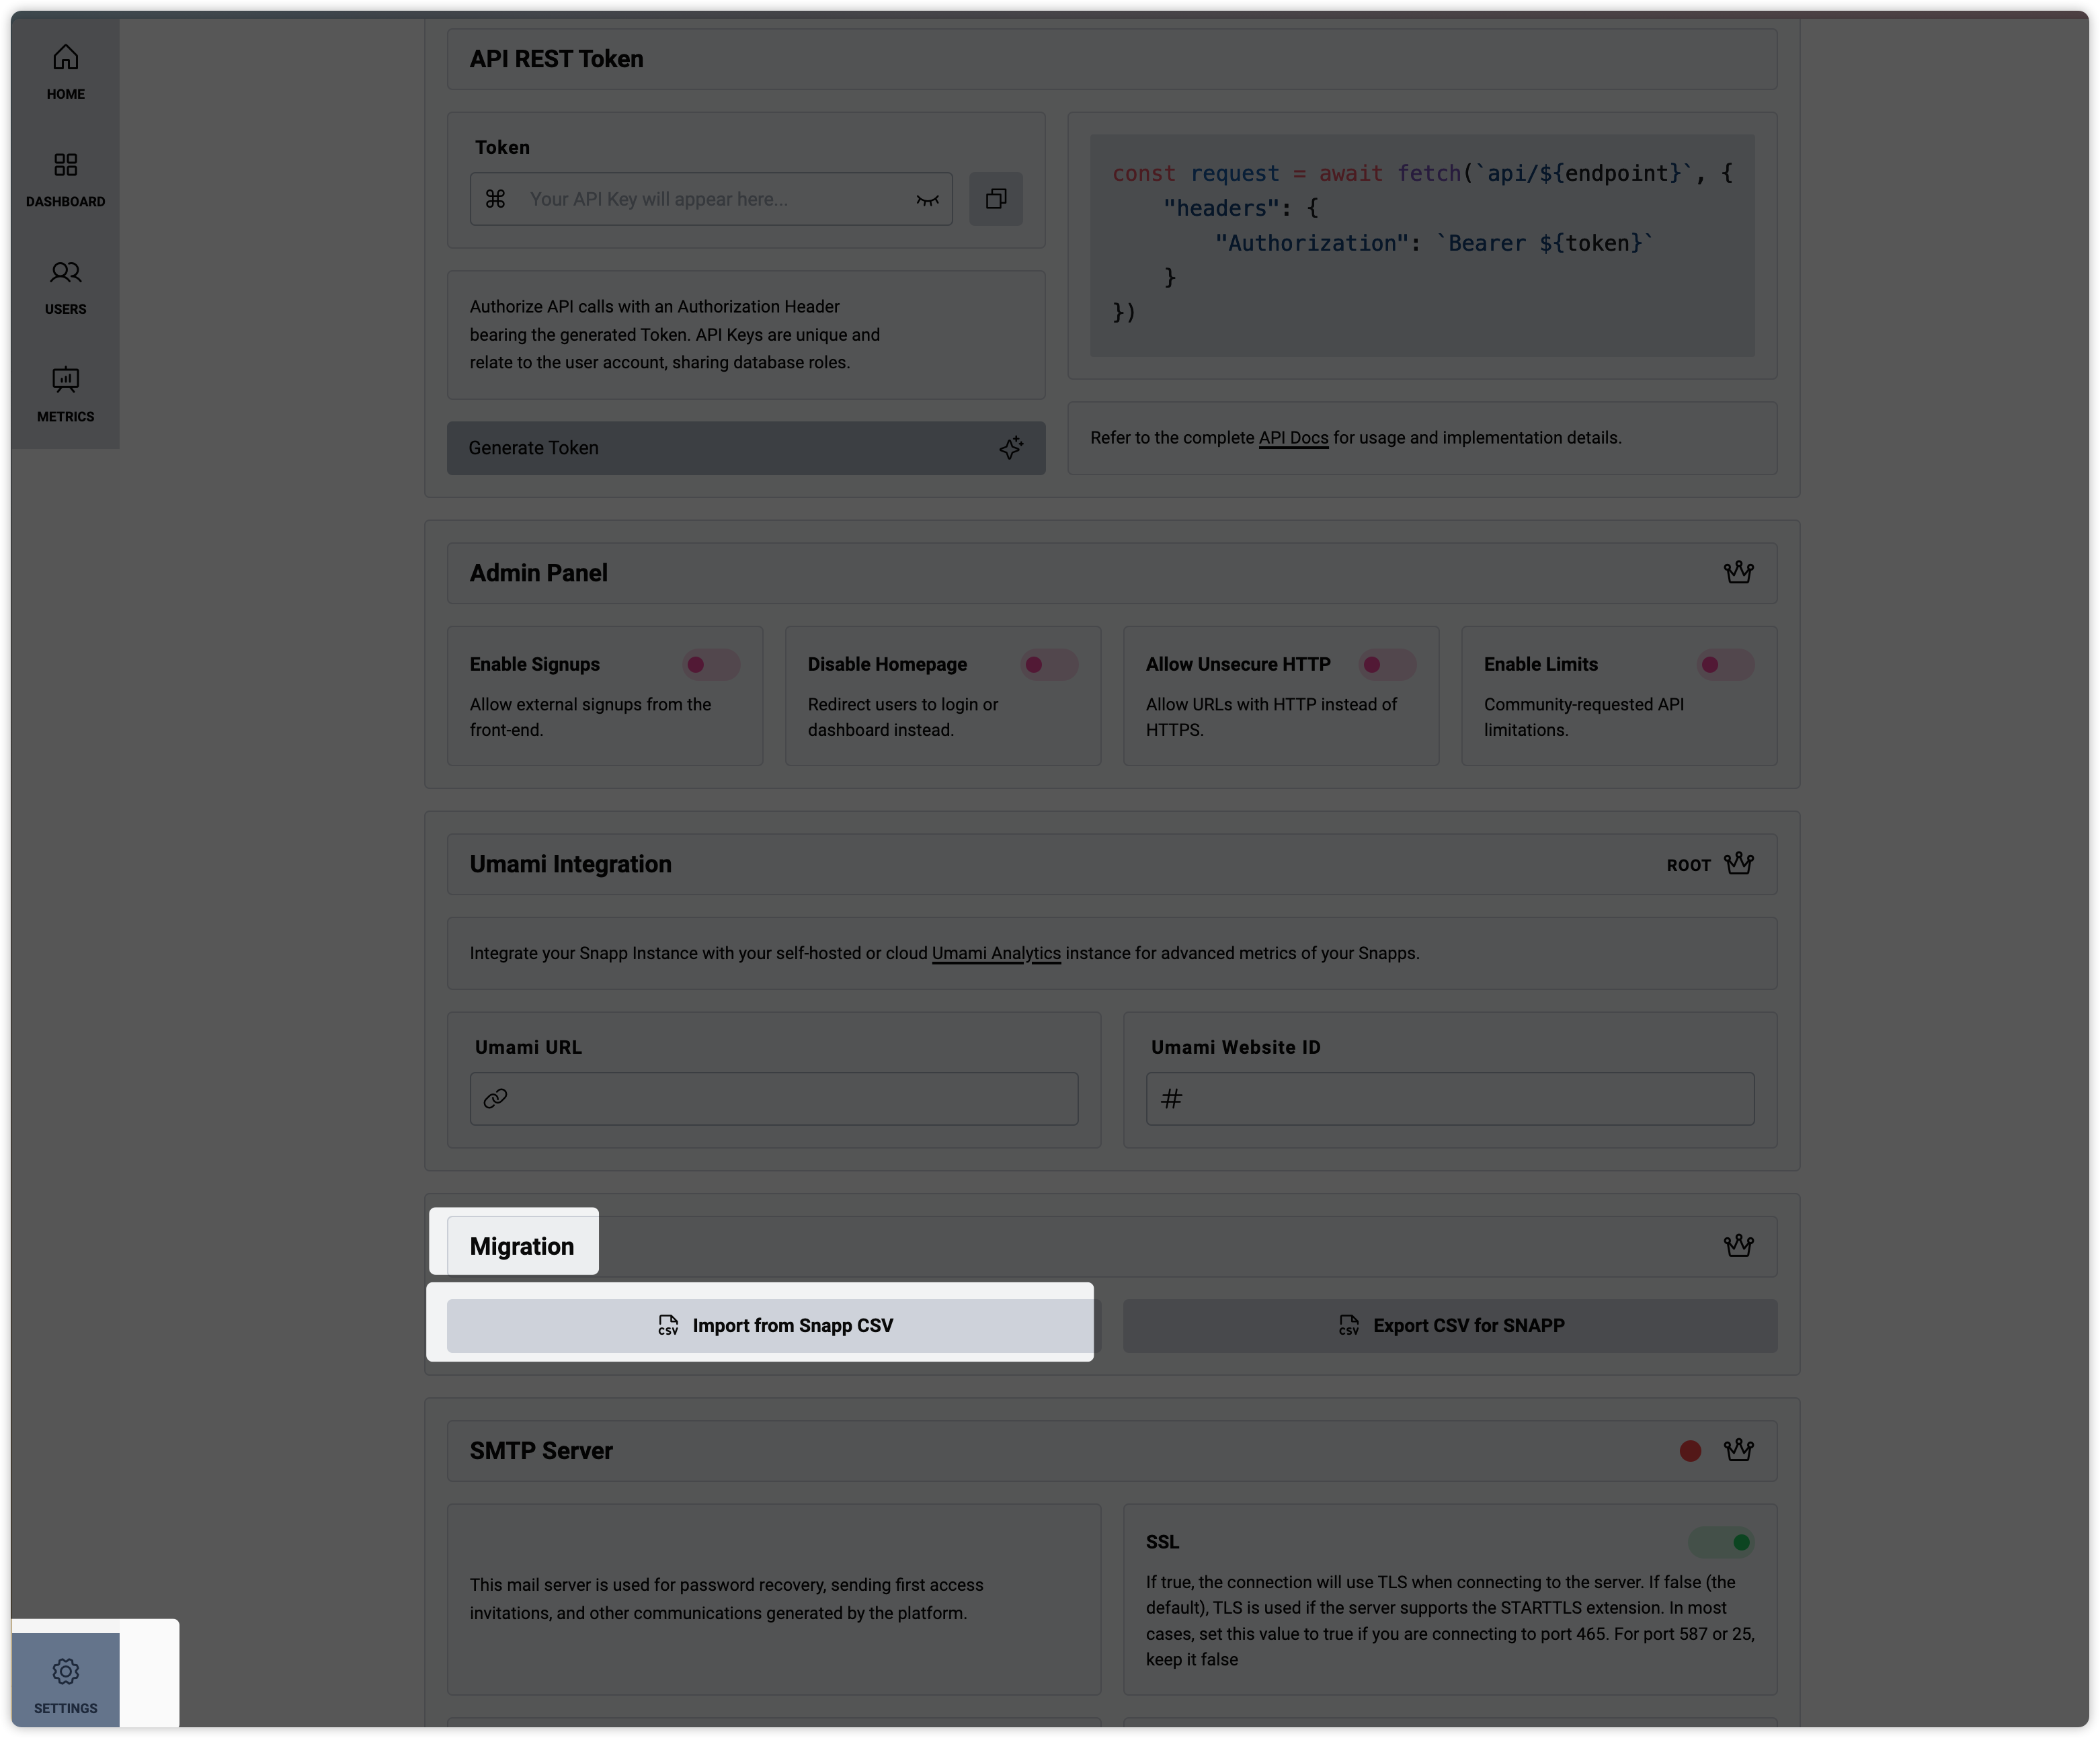 HOME
DASHBOARD
USERS
METRICS
SETTINGS
API REST Token
Token
Your API Key will appear here...
Authorize API calls with an Authorization Header
bearing the generated Token. API Keys are unique and
relate to the user account, sharing database roles.
Generate Token
const request = await fetch(`api/${endpoint}`, {
    "headers": {
        "Authorization": `Bearer ${token}`
    }
})
Refer to the complete API Docs for usage and implementation details.
Admin Panel
Enable Signups
Allow external signups from the
front-end.
Disable Homepage
Redirect users to login or
dashboard instead.
Allow Unsecure HTTP
Allow URLs with HTTP instead of
HTTPS.
Enable Limits
Community-requested API
limitations.
Umami Integration
ROOT
Integrate your Snapp Instance with your self-hosted or cloud Umami Analytics instance for advanced metrics of your Snapps.
Umami URL
Umami Website ID
#
Migration
CSV Import from Snapp CSV
CSV Export CSV for SNAPP
SMTP Server
This mail server is used for password recovery, sending first access
invitations, and other communications generated by the platform.
SSL
If true, the connection will use TLS when connecting to the server. If false (the
default), TLS is used if the server supports the STARTTLS extension. In most
cases, set this value to true if you are connecting to port 465. For port 587 or 25,
keep it false